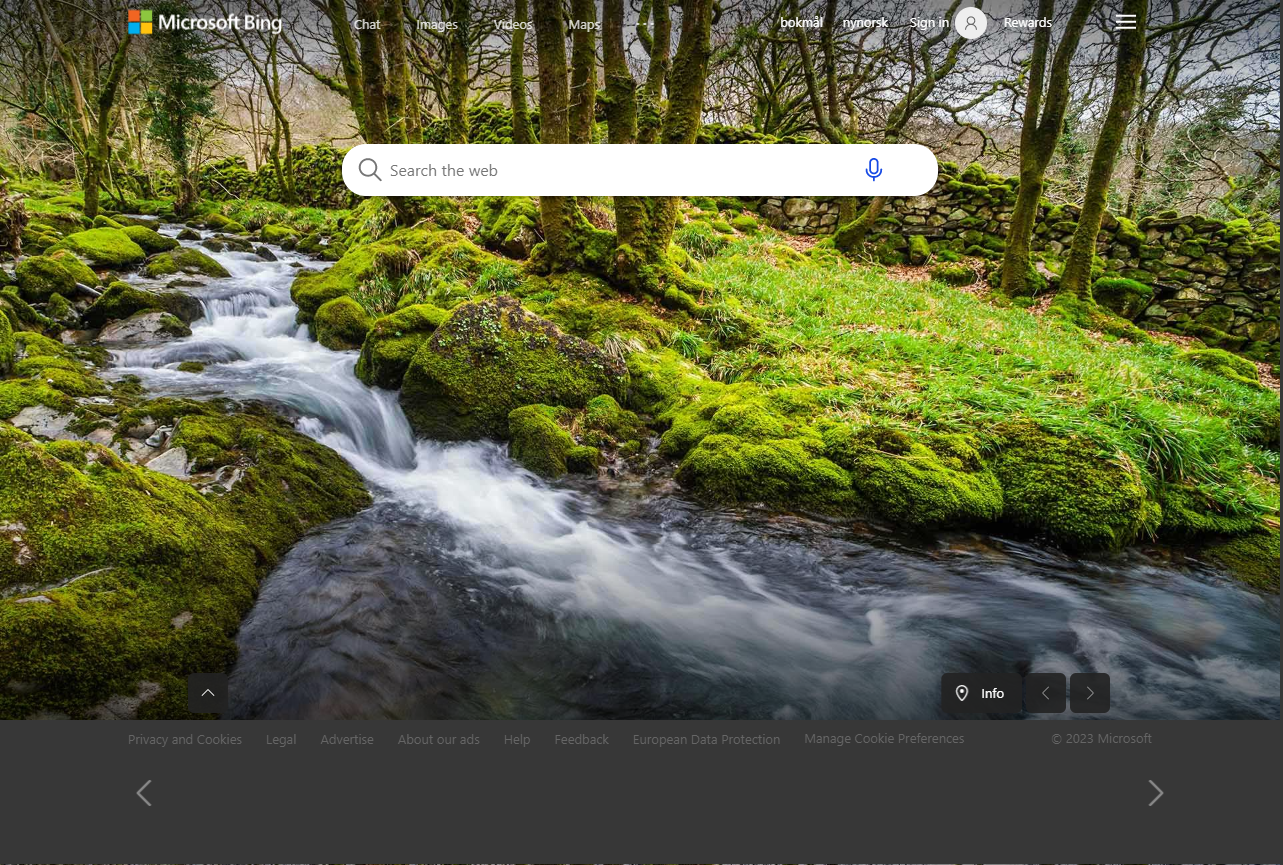 Microsoft Bing Chat Images Videos Maps ... bokmål nynorsk Sign in Rewards
Search the web
Info
Privacy and Cookies Legal Advertise About our ads Help Feedback European Data Protection Manage Cookie Preferences © 2023 Microsoft